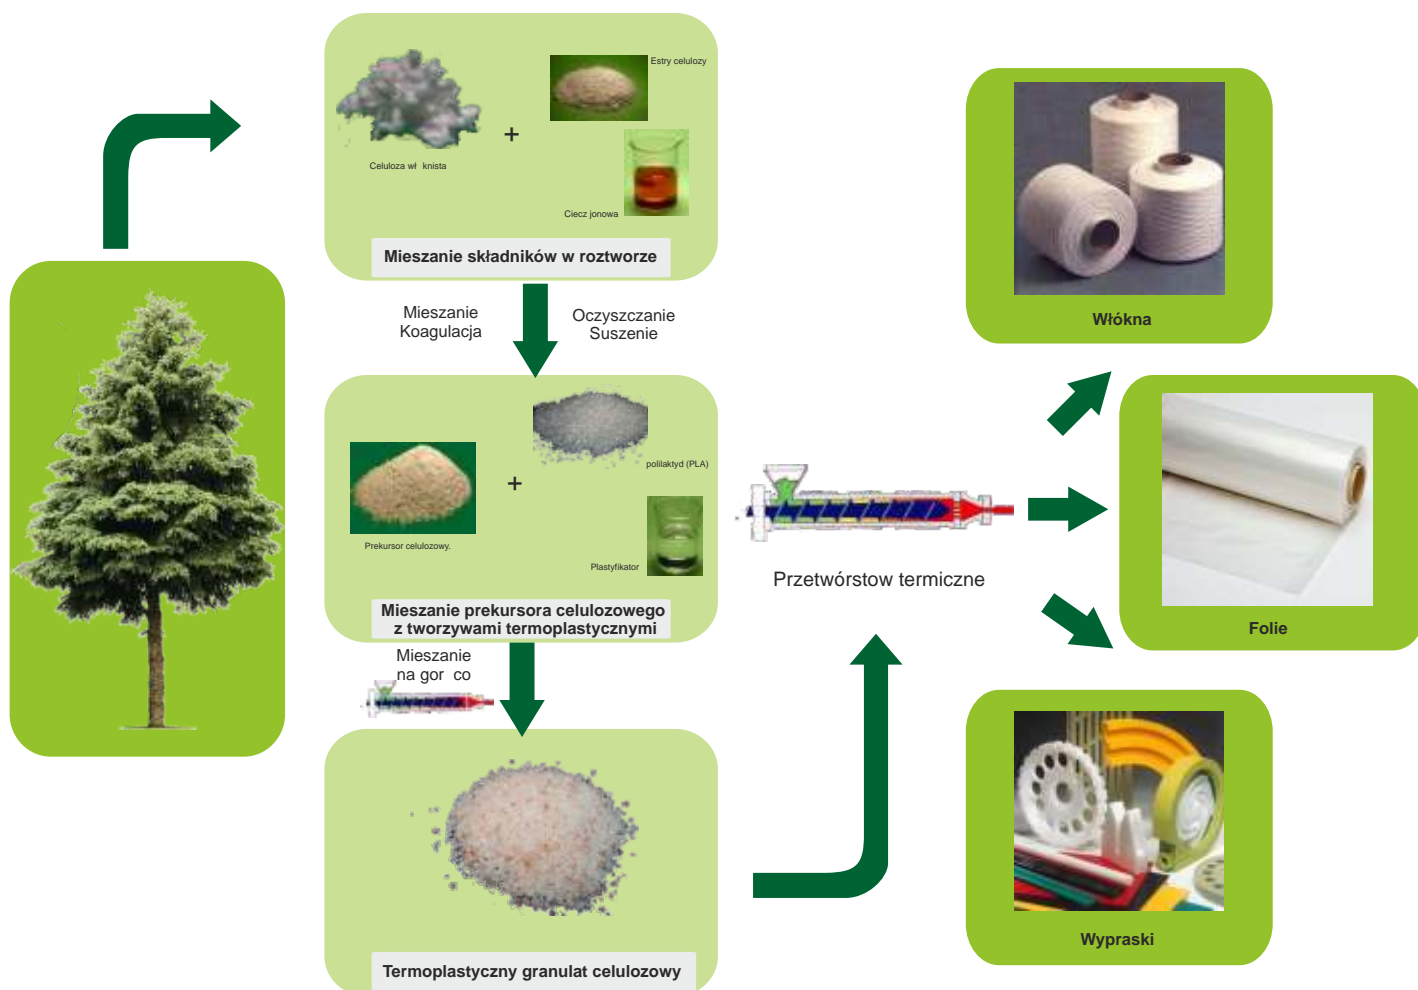 Estry celulozy
+
Celuloza wł knista
Ciecz jonowa
Mieszanie składników w roztworze
Mieszanie
Koagulacja
Oczyszczanie
Suszenie
polilaktyd (PLA)
+
Prekursor celulozowy.
Plastyfikator
Mieszanie prekursora celulozowego
z tworzywami termoplastycznymi
Mieszanie
na gor co
Termoplastyczny granulat celulozowy
Przetwórstow termiczne
Włókna
Folie
Wypraski